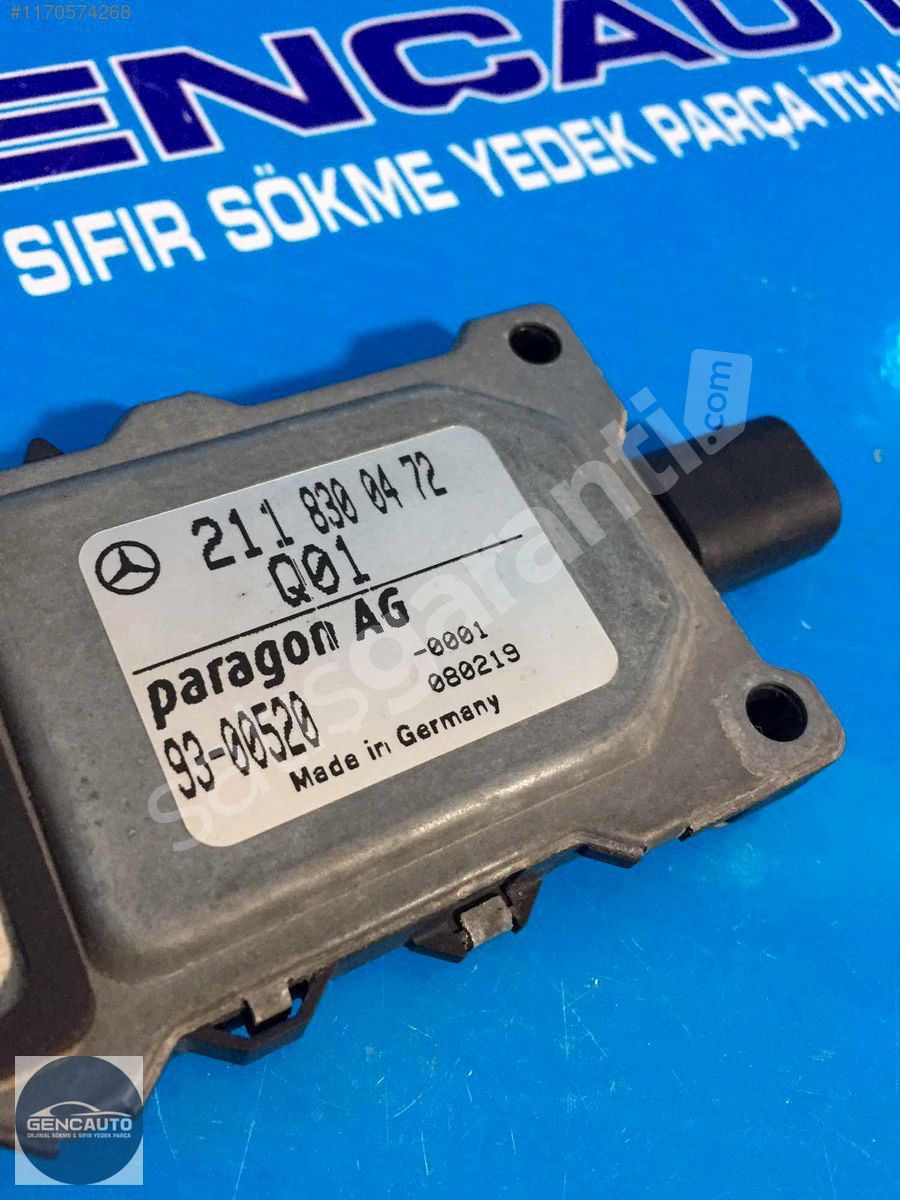 #1170574268
ENÇAUT
SIFIR SÖKME YEDEK PARÇA İTHA
211 830 04 72
Q01
paragon AG
93-00520
-0001
080219
Made in Germany
sahsgaranti.com
GENCAUTO
ORJİNAL SÖKME & SIFIR YEDEK PARÇA